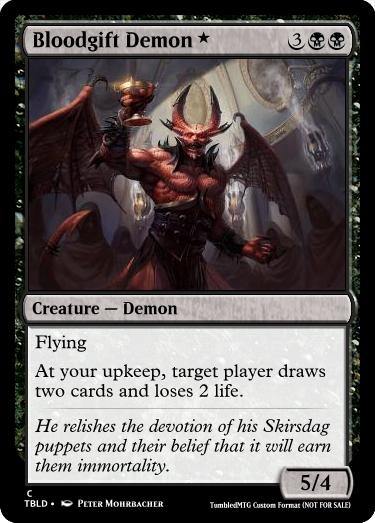 Bloodgift Demon ★ 3
Creature — Demon
Flying
At your upkeep, target player draws
two cards and loses 2 life.
He relishes the devotion of his Skirsdag
puppets and their belief that it will earn
them immortality.
5/4
C
TBLD • Peter Mohrbacher
TumbledMTG Custom Format (NOT FOR SALE)